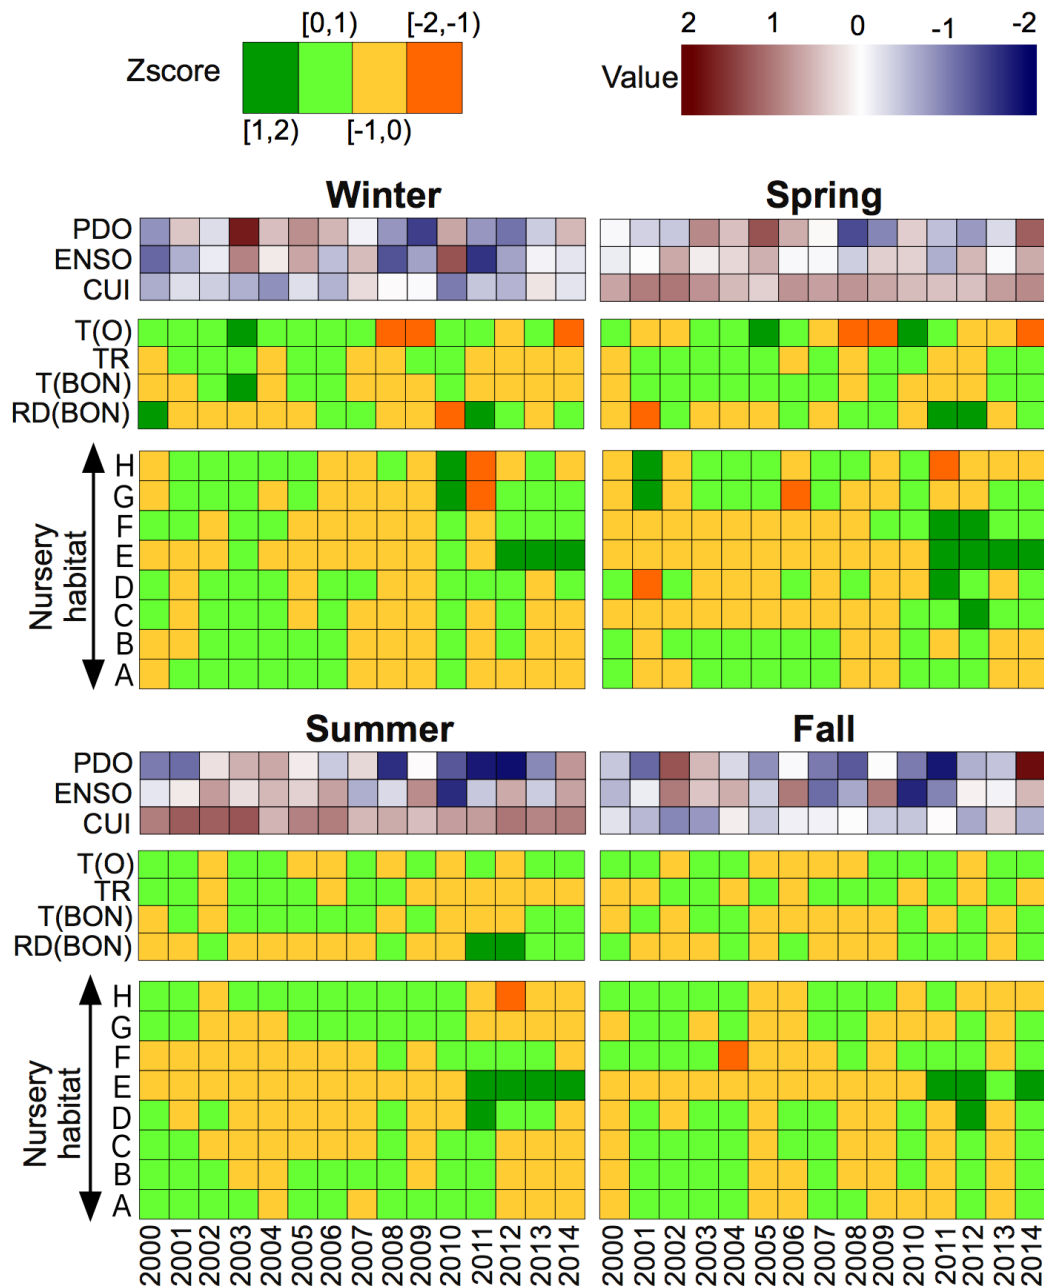 [0,1) [-2,-1)
Zscore
[1,2) [-1,0)
2 1 0 -1 -2
Value
Winter Spring
PDO
ENSO
CUI
T(O)
TR
T(BON)
RD(BON)
Nursery
habitat
H
G
F
E
D
C
B
A
Summer Fall
PDO
ENSO
CUI
T(O)
TR
T(BON)
RD(BON)
Nursery
habitat
H
G
F
E
D
C
B
A
2000 2001 2002 2003 2004 2005 2006 2007 2008 2009 2010 2011 2012 2013 2014
2000 2001 2002 2003 2004 2005 2006 2007 2008 2009 2010 2011 2012 2013 2014